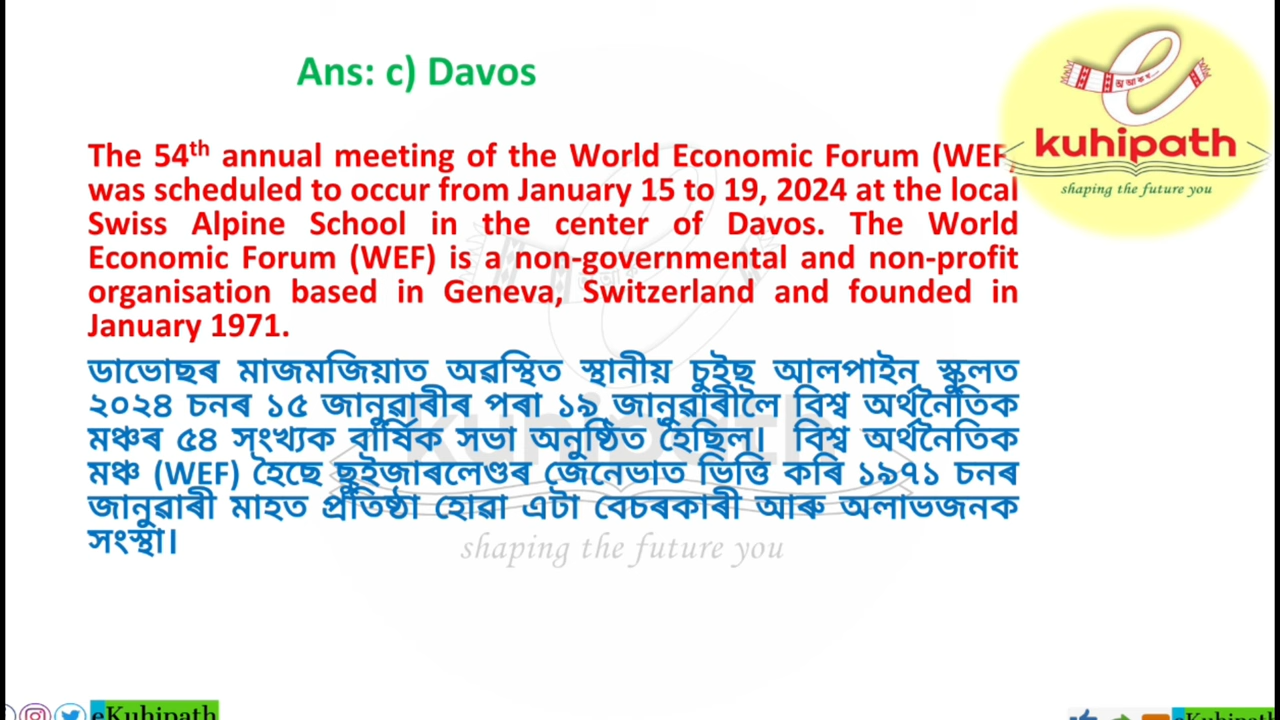 Ans: c) Davos
The 54th annual meeting of the World Economic Forum (WEF)
was scheduled to occur from January 15 to 19, 2024 at the local
Swiss Alpine School in the center of Davos. The World
Economic Forum (WEF) is a non-governmental and non-profit
organisation based in Geneva, Switzerland and founded in
January 1971.
ডাভোছৰ মাজমজিয়াত অৱস্থিত স্থানীয় চুইছ আলপাইন স্কুলত
২০২৪ চনৰ ১৫ জানুৱাৰীৰ পৰা ১৯ জানুৱাৰীলৈ বিশ্ব অৰ্থনৈতিক
মঞ্চৰ ৫৪ সংখ্যক বাৰ্ষিক সভা অনুষ্ঠিত হৈছিল। বিশ্ব অৰ্থনৈতিক
মঞ্চ (WEF) হৈছে ছুইজাৰলেণ্ডৰ জেনেভাত ভিত্তি কৰি ১৯৭১ চনৰ
জানুৱাৰী মাহত প্ৰতিষ্ঠা হোৱা এটা বেচৰকাৰী আৰু অলাভজনক
সংস্থা।
অ আ ক খ...
kuhipath
shaping the future you
kuhipath
shaping the future you
eKuhipath
eKuhipath